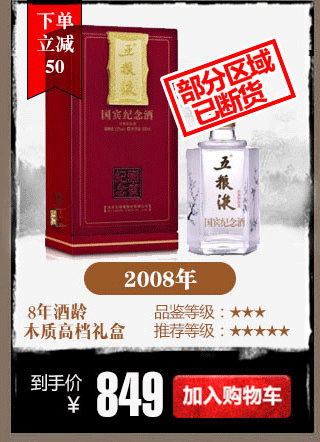 下单
立减
50
部分区域
已断货
五粮液
国宾纪念酒
国宾
纪念
五粮液
国宾纪念酒
2008年
8年酒龄
品鉴等级：★★★
木质高档礼盒
推荐等级：★★★★★
到手价
￥849
加入购物车